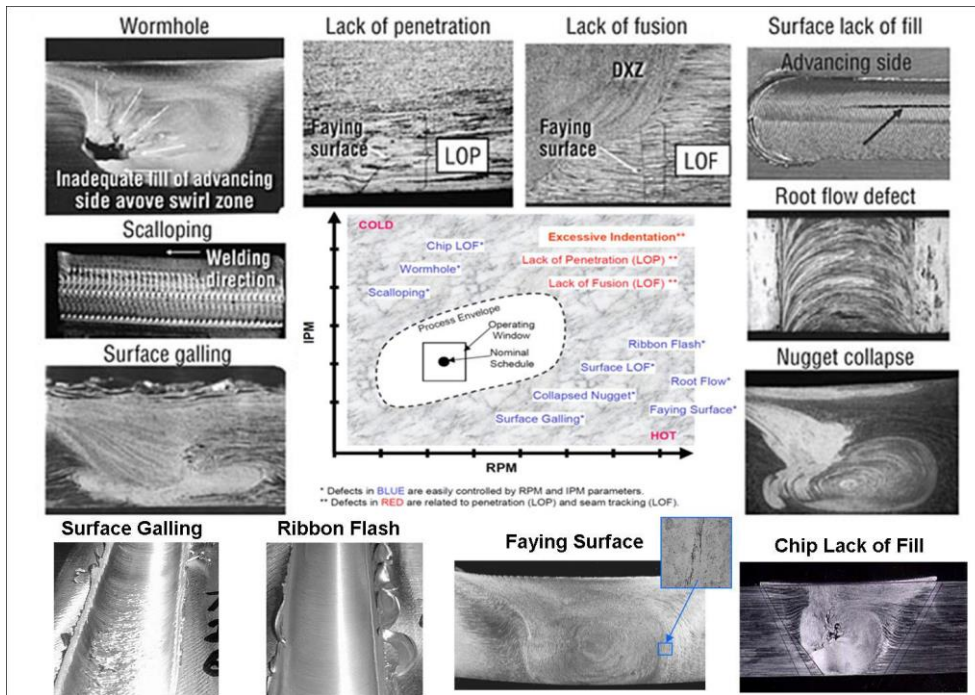 Wormhole
Lack of penetration
Lack of fusion
Surface lack of fill
Inadequate fill of advancing
side avove swirl zone
Faying
surface
LOP
DXZ
Faying
surface
LOF
Advancing side
Root flow defect
Scalloping
Welding
direction
Surface galling
Nugget collapse
COLD
Chip LOF*
Wormhole*
Scalloping*
Excessive Indentation**
Lack of Penetration (LOP) **
Lack of Fusion (LOF) **
Process Envelope
Operating
Window
Nominal
Schedule
Ribbon Flash*
Surface LOF*
Root Flow*
Collapsed Nugget*
Faying Surface*
Surface Galling*
HOT
IPM
RPM
* Defects in BLUE are easily controlled by RPM and IPM parameters.
** Defects in RED are related to penetration (LOP) and seam tracking (LOF).
Surface Galling
Ribbon Flash
Faying Surface
Chip Lack of Fill